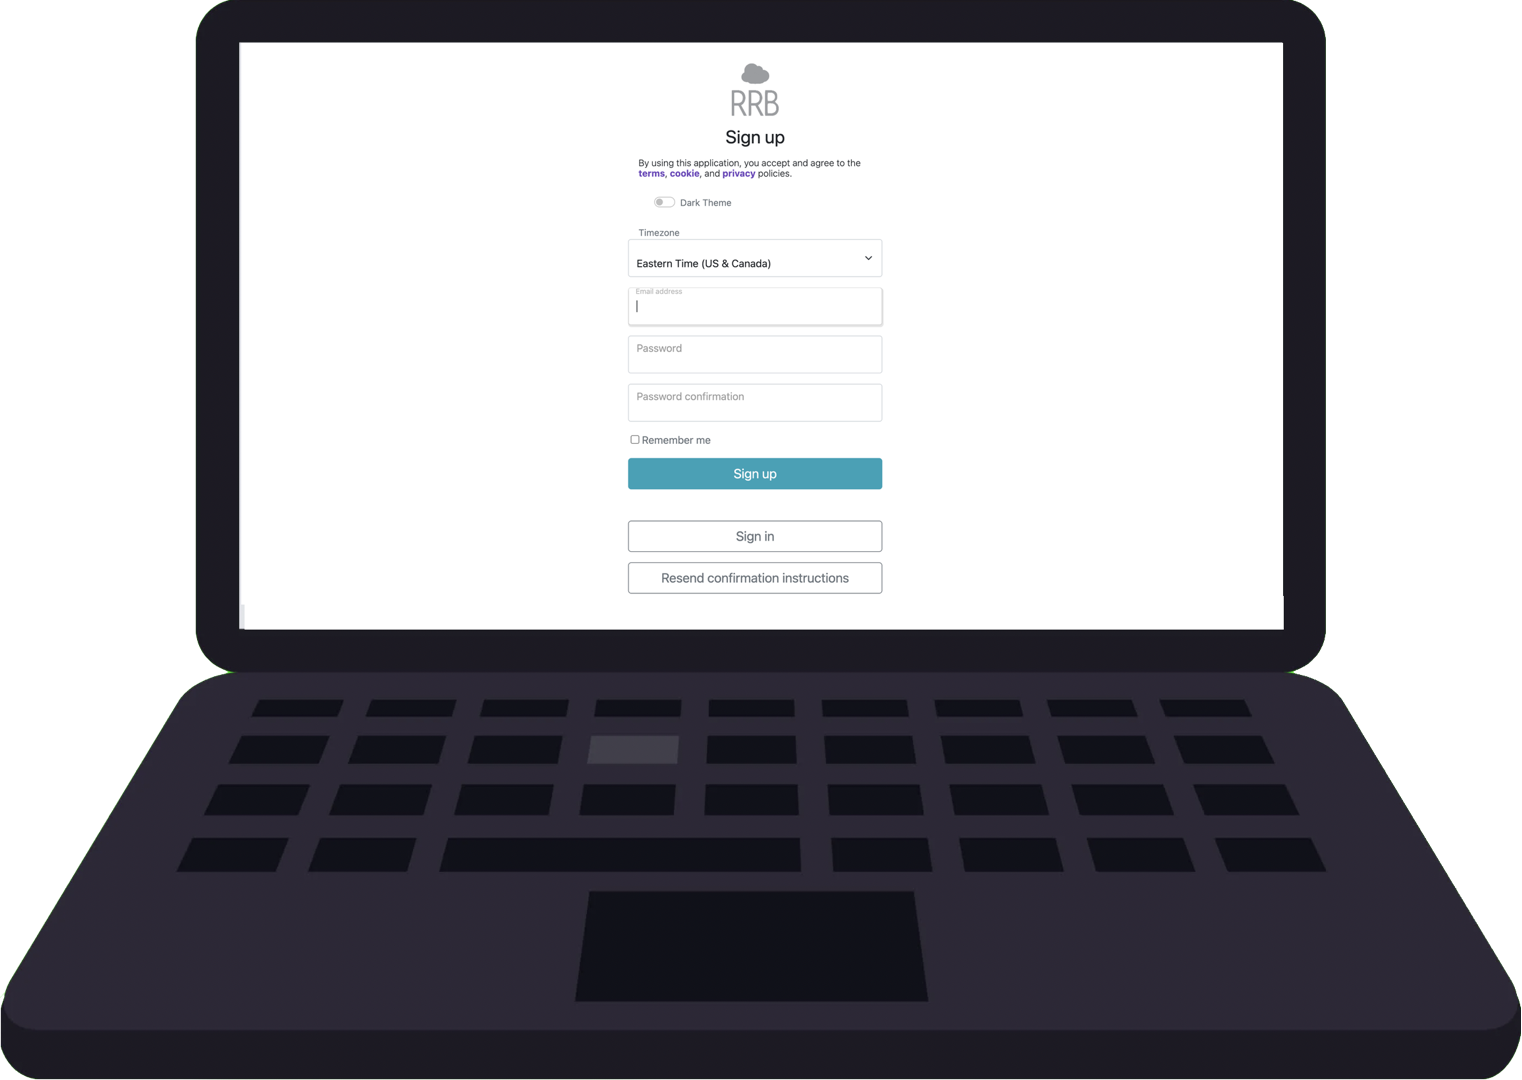 RRB
Sign up
By using this application, you accept and agree to the
terms, cookie, and privacy policies.
Dark Theme
Timezone
Eastern Time (US & Canada)
Email address
Password
Password confirmation
Remember me
Sign up
Sign in
Resend confirmation instructions